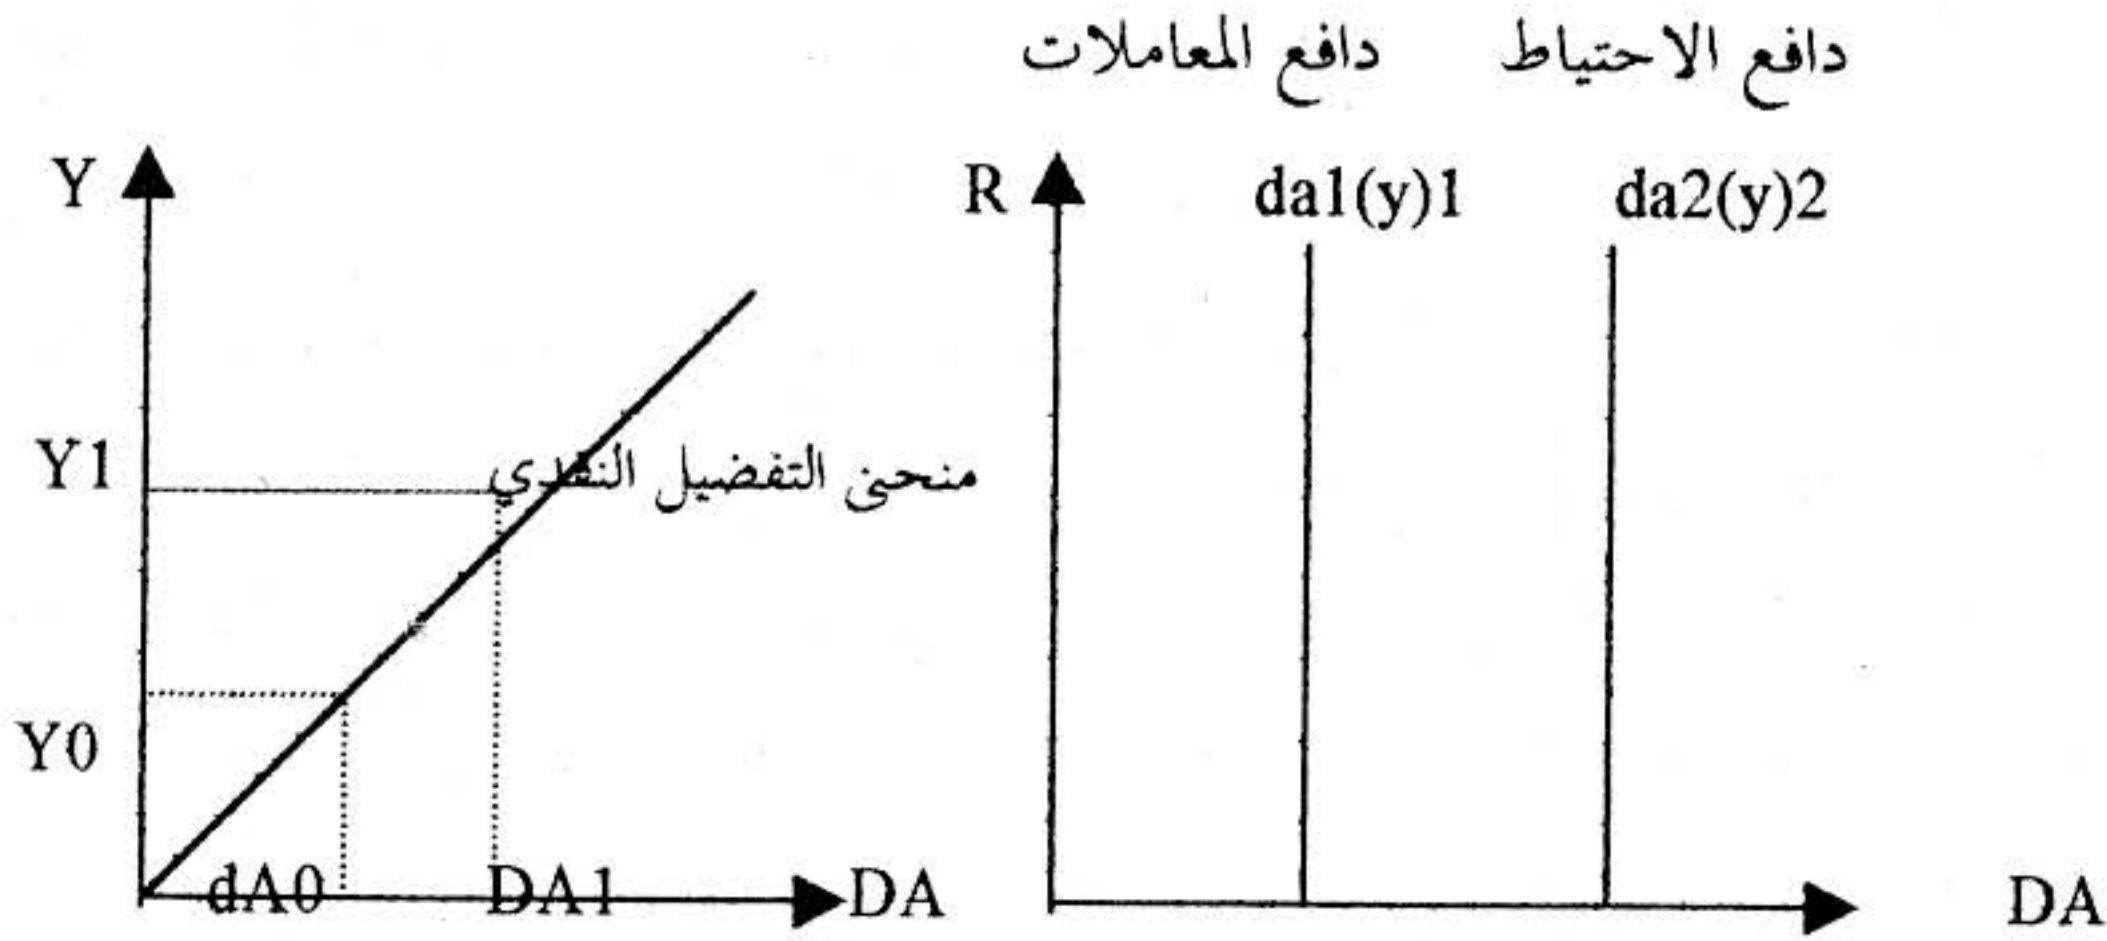 دافع الاحتياط دافع المعاملات
Y R da1(y)1 da2(y)2
Y1 منحنى التفضيل النقدي
Y0
dA0 DA1 DA DA